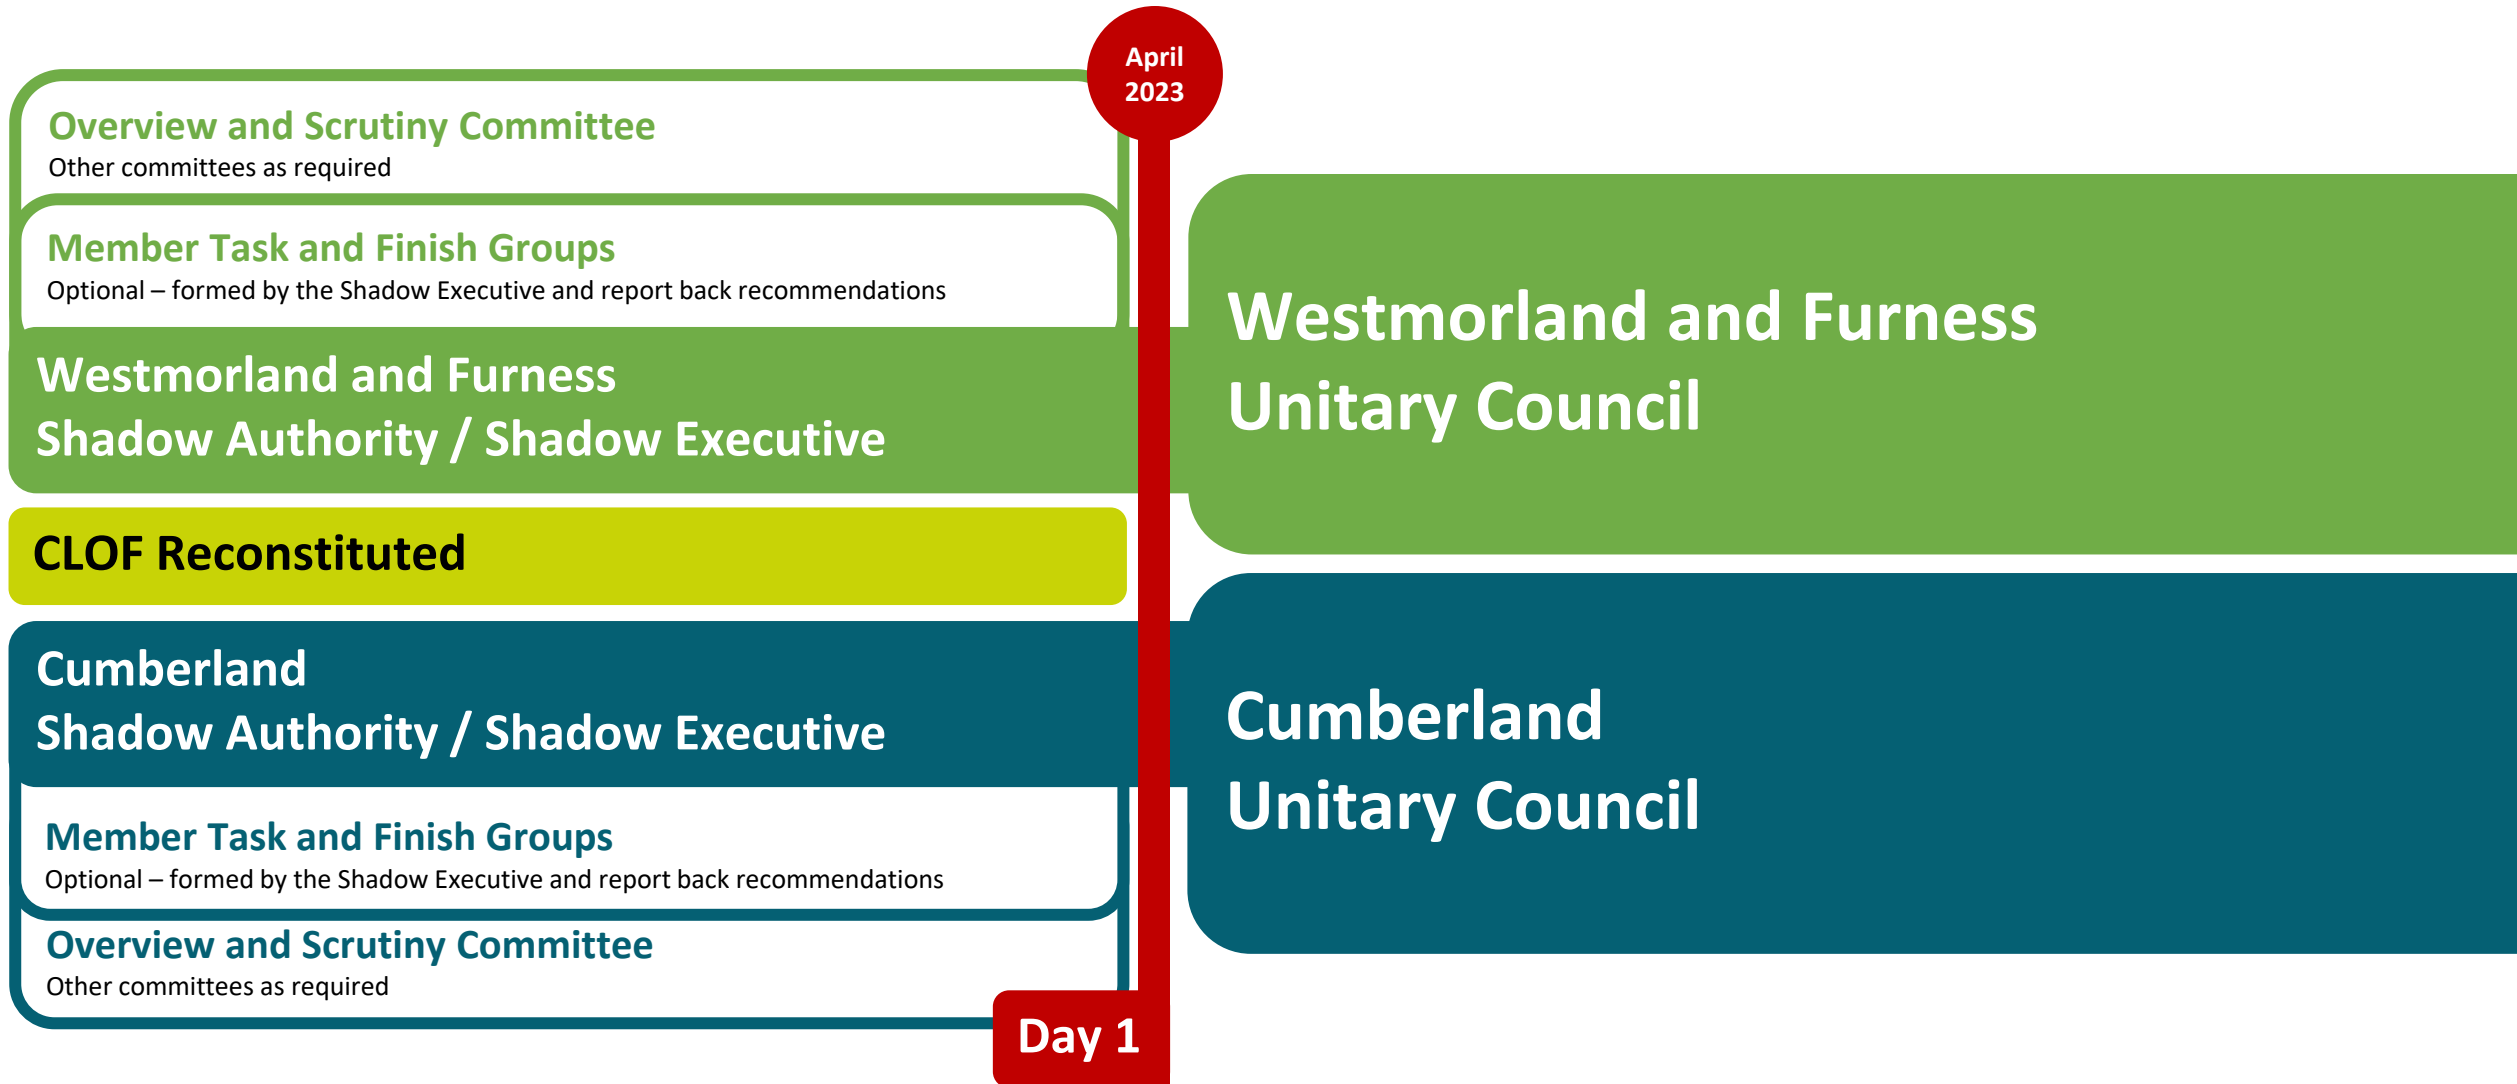 April
2023
Overview and Scrutiny Committee
Other committees as required
Member Task and Finish Groups
Optional – formed by the Shadow Executive and report back recommendations
Westmorland and Furness
Shadow Authority / Shadow Executive
CLOF Reconstituted
Cumberland
Shadow Authority / Shadow Executive
Member Task and Finish Groups
Optional – formed by the Shadow Executive and report back recommendations
Overview and Scrutiny Committee
Other committees as required
Day 1
Westmorland and Furness
Unitary Council
Cumberland
Unitary Council